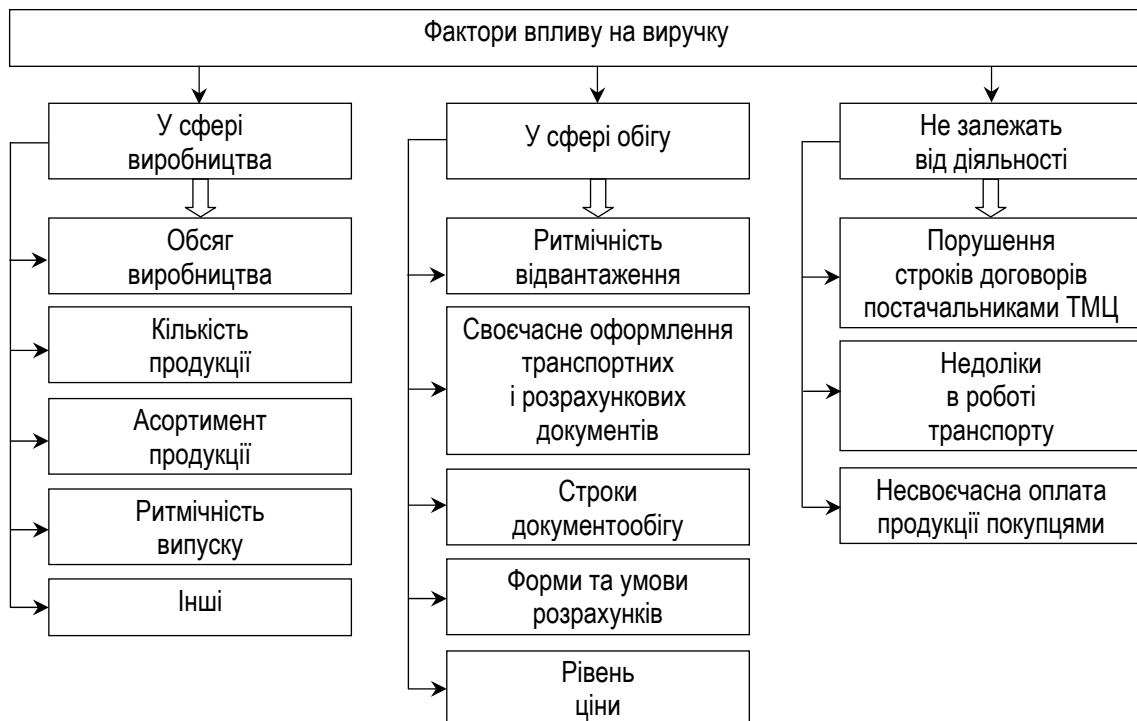 Фактори впливу на виручку
У сфері
виробництва
Обсяг
виробництва
Кількість
продукції
Асортимент
продукції
Ритмічність
випуску
Інші
У сфері обігу
Ритмічність
відвантаження
Своєчасне оформлення
транспортних
і розрахункових
документів
Строки
документообігу
Форми та умови
розрахунків
Рівень
ціни
Не залежать
від діяльності
Порушення
строків договорів
постачальниками ТМЦ
Недоліки
в роботі
транспорту
Несвоєчасна оплата
продукції покупцями